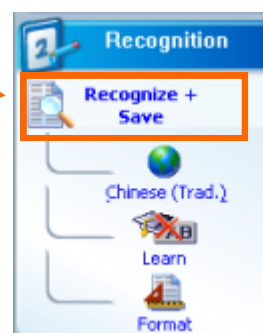 2 Recognition
Recognize +
Save
Chinese (Trad.)
AB
Learn
Format